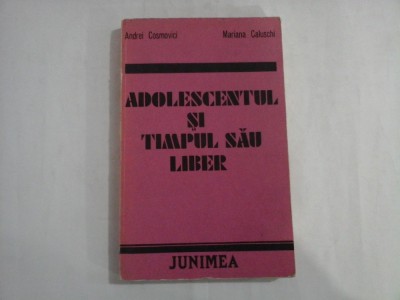 Andrei Cosmovici Mariana Caluschi
ADOLESCENTUL
ȘI
TIMPUL SĂU
LIBER
JUNIMEA